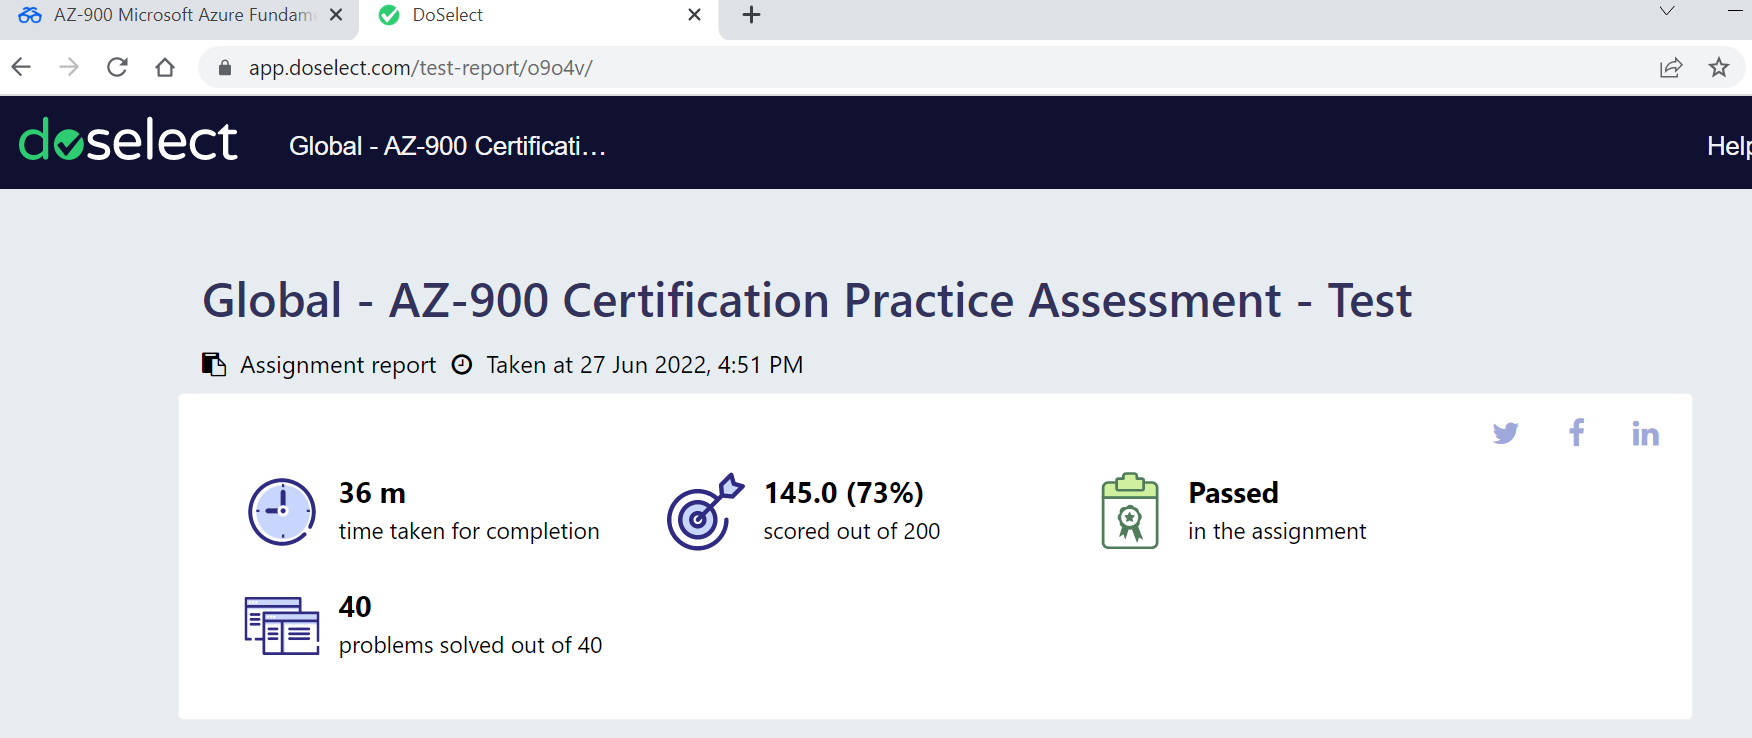 AZ-900 Microsoft Azure Fundam
DoSelect
app.doselect.com/test-report/o9o4v/
doselect
Global - AZ-900 Certificati...
Help
Global - AZ-900 Certification Practice Assessment - Test
Assignment report Taken at 27 Jun 2022, 4:51 PM
36 m
time taken for completion
145.0 (73%)
scored out of 200
Passed
in the assignment
40
problems solved out of 40